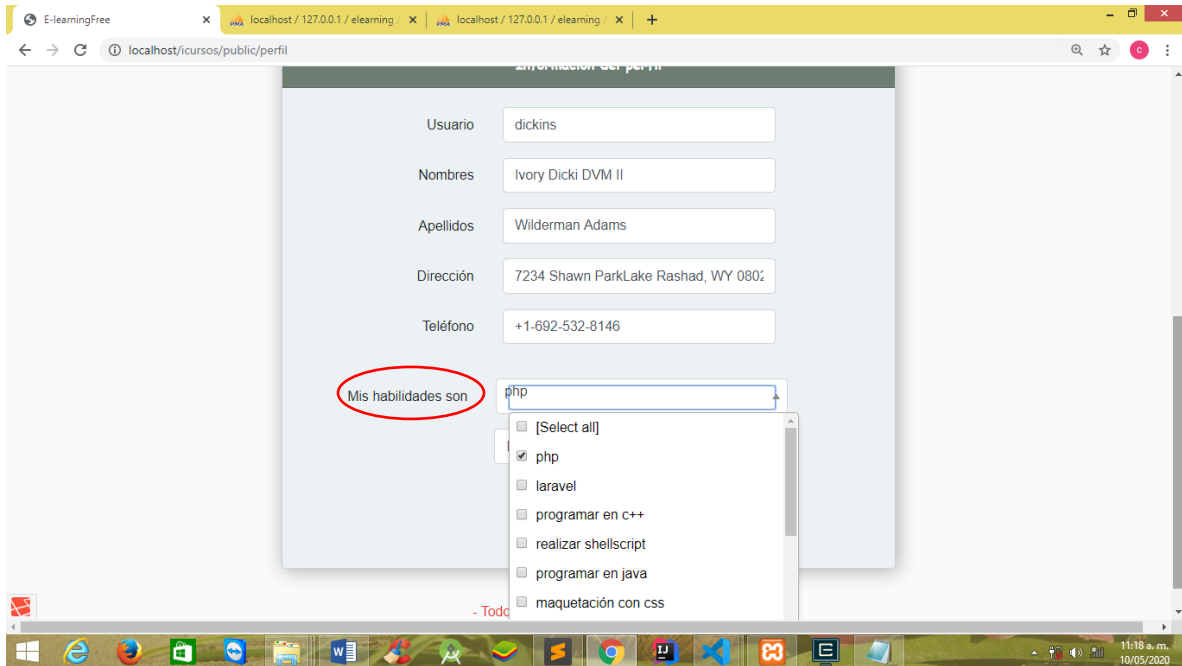 E-learningFree
localhost / 127.0.0.1 / elearning /
localhost / 127.0.0.1 / elearning /
localhost/icursos/public/perfil
Información del perfil
Usuario dickins
Nombres Ivory Dicki DVM II
Apellidos Wilderman Adams
Dirección 7234 Shawn ParkLake Rashad, WY 0802
Teléfono +1-692-532-8146
Mis habilidades son php
[Select all]
php
laravel
programar en c++
realizar shellscript
programar en java
maquetación con css
- Todo
11:18 a. m.
10/05/2020